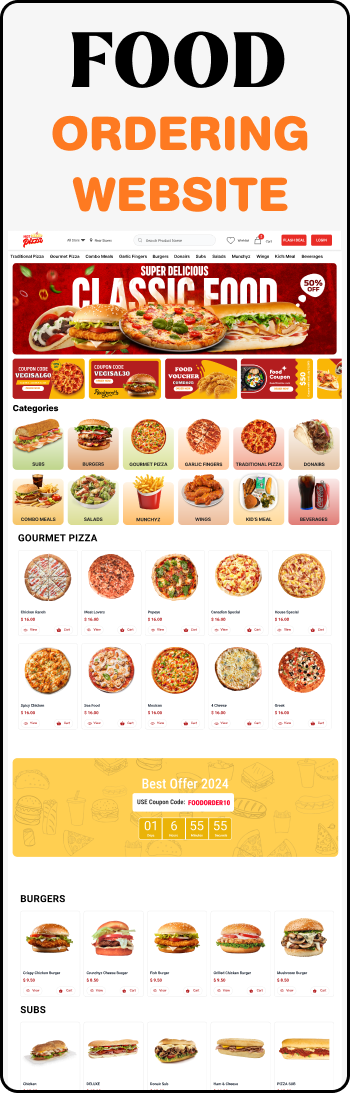 FOOD
ORDERING
WEBSITE
Pizza
All Store
Near Stores
Search Product Name
Wishlist
Cart
FLASH DEAL
LOGIN
Traditional Pizza Gourmet Pizza Combo Meals Garlic Fingers Burgers Donairs Subs Salads Munchyz Wings Kid's Meal Beverages
SUPER DELICIOUS
CLASSIC FOOD
50%
OFF
COUPON CODE
VEGISAL60
COUPON CODE
VEGISAL30
FOOD
VOUCHER
COMBO30
Food
Coupon
$50
COUPON CODE
VEGISAL60
Categories
SUBS
BURGERS
GOURMET PIZZA
GARLIC FINGERS
TRADITIONAL PIZZA
DONAIRS
COMBO MEALS
SALADS
MUNCHYZ
WINGS
KID'S MEAL
BEVERAGES
GOURMET PIZZA
Chicken Ranch
Meat Lovers
Popeye
Canadian Special
House Special
$ 16.00
$ 16.00
$ 16.00
$ 16.00
$ 16.00
View Cart
View Cart
View Cart
View Cart
View Cart
Spicy Chicken
Sea Food
Mexican
4 Cheese
Greek
$ 16.00
$ 16.00
$ 16.00
$ 16.00
$ 16.00
View Cart
View Cart
View Cart
View Cart
View Cart
Best Offer 2024
USE Coupon Code: FOODORDER10
01 6 55 55
BURGERS
Crispy Chicken Burger
Crunchyz Cheese Burger
Fish Burger
Grilled Chicken Burger
Mushroom Burger
$ 9.50
$ 8.50
$ 9.50
$ 9.50
$ 8.50
View Cart
View Cart
View Cart
View Cart
View Cart
SUBS
Chicken
DELUXE
Donair Sub
Ham & Cheese
PIZZA SUB